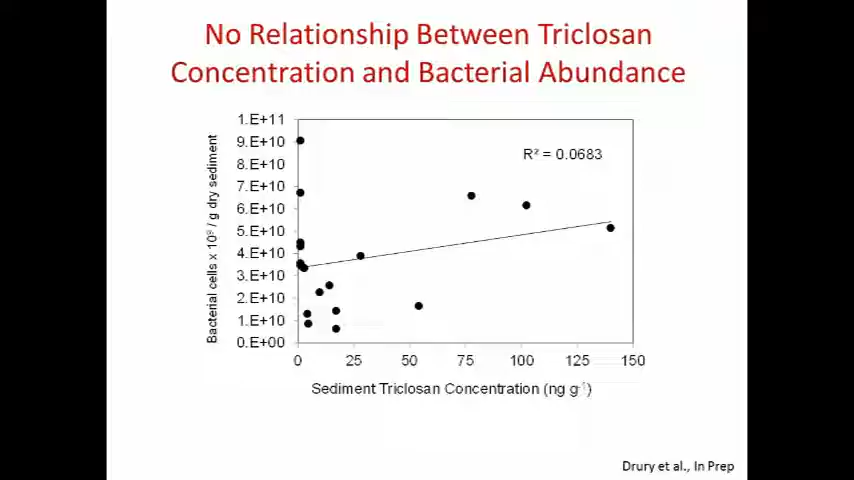 No Relationship Between Triclosan
Concentration and Bacterial Abundance
1.E+11
9.E+10
8.E+10
7.E+10
6.E+10
5.E+10
4.E+10
3.E+10
2.E+10
1.E+10
0.E+00
Bacterial cells x 10⁹ / g dry sediment
R² = 0.0683
0 25 50 75 100 125 150
Sediment Triclosan Concentration (ng g⁻¹)
Drury et al., In Prep